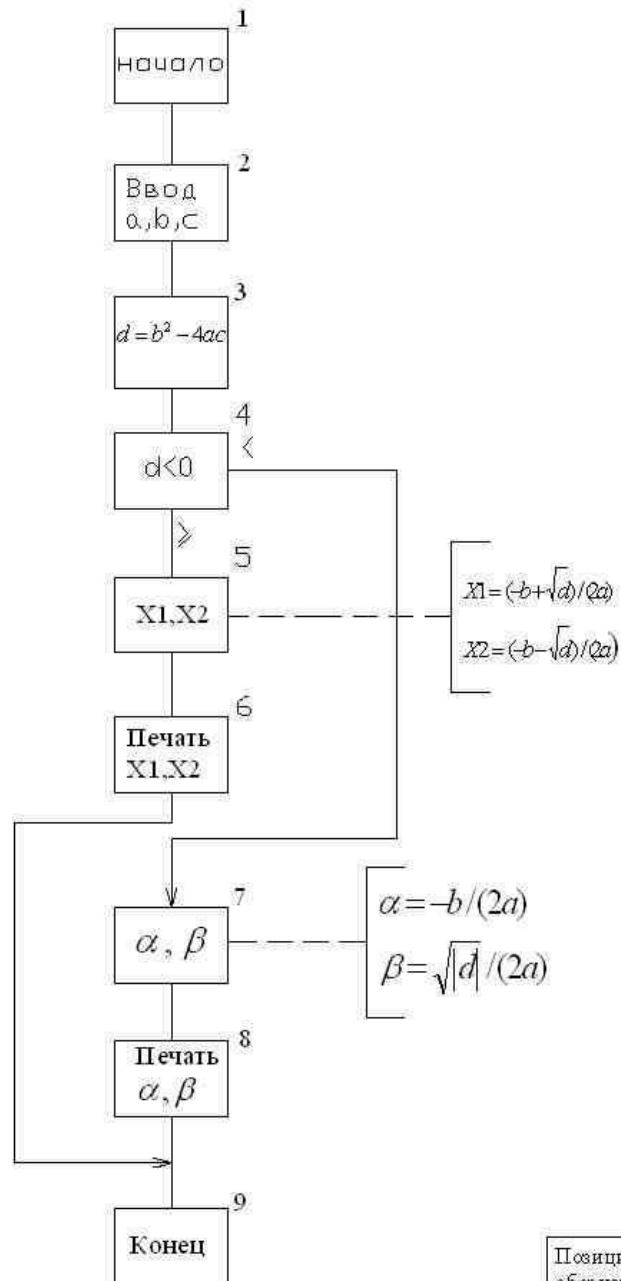 1
начало
2
Ввод
a,b,c
3
d = b² − 4ac
4
<
d<0
≥
5
X1,X2
X1=(-b+√d)/(2a)
X2=(-b-√d)/(2a)
6
Печать
X1,X2
7
α, β
α=-b/(2a)
β=√|d|/(2a)
8
Печать
α, β
9
Конец